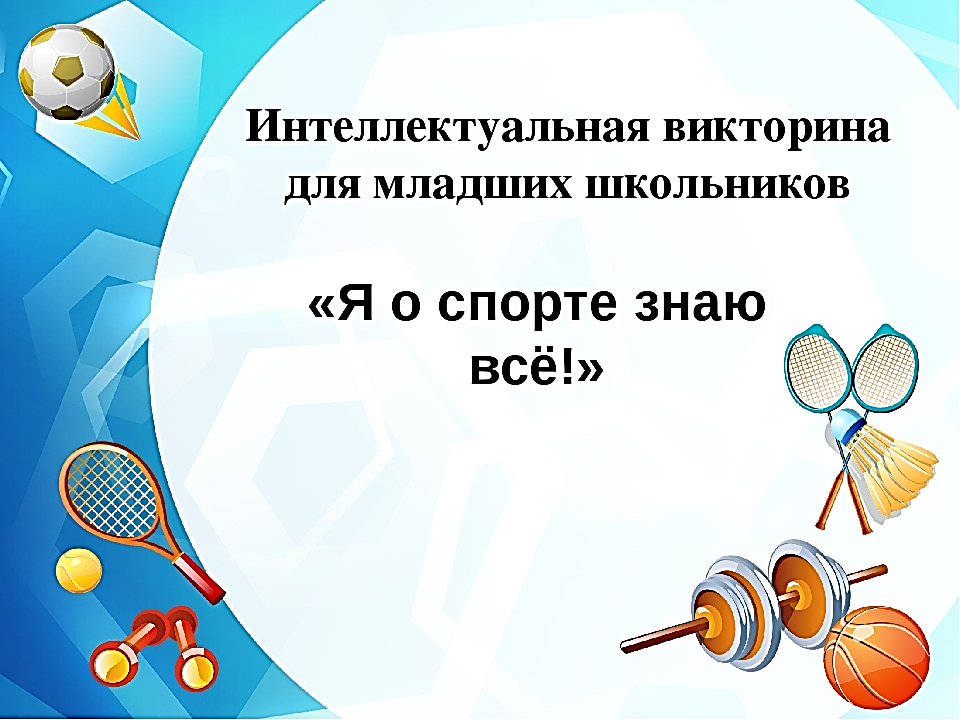 Интеллектуальная викторина
для младших школьников
«Я о спорте знаю
всё!»